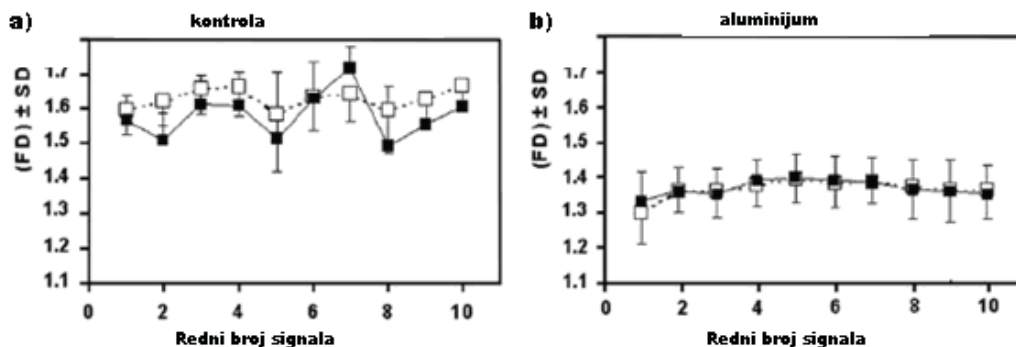 a)
kontrola
(FD) ± SD
1.7
1.6
1.5
1.4
1.3
1.2
1.1
0 2 4 6 8 10
Redni broj signala
b)
aluminijum
(FD) ± SD
1.7
1.6
1.5
1.4
1.3
1.2
1.1
0 2 4 6 8 10
Redni broj signala